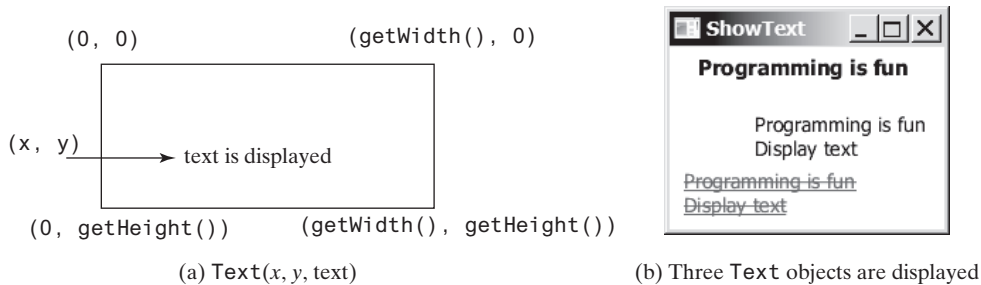 (0, 0)
(getWidth(), 0)
(x, y)
text is displayed
(0, getHeight())
(getWidth(), getHeight())
(a) Text(x, y, text)
ShowText
Programming is fun
Programming is fun
Display text
Programming is fun
Display text
(b) Three Text objects are displayed